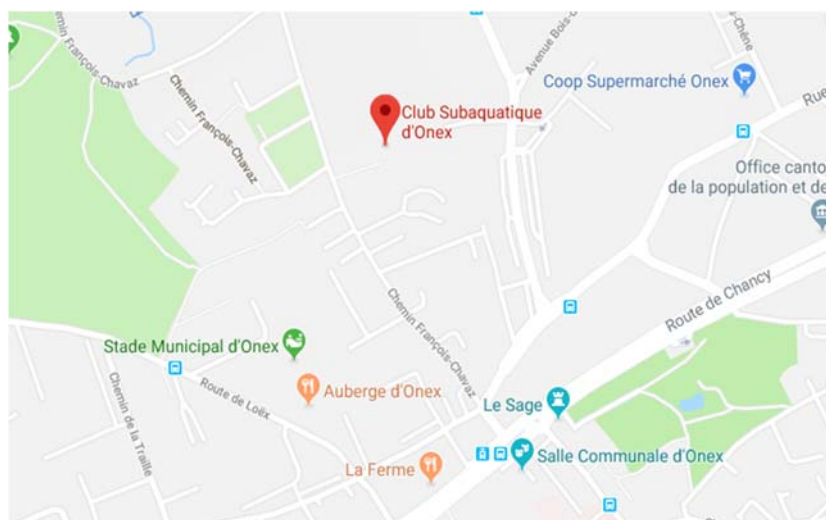 Chemin François-Chavaz
Avenue Bois-
-Chêne
Chemin François-Chavaz
Coop Supermarché Onex
Rue
Club Subaquatique
d'Onex
Office canto
de la population et de
Route de Chancy
Chemin François-Chavaz
Stade Municipal d'Onex
Auberge d'Onex
Route de Loëx
Chemin de la Traille
Le Sage
Salle Communale d'Onex
La Ferme